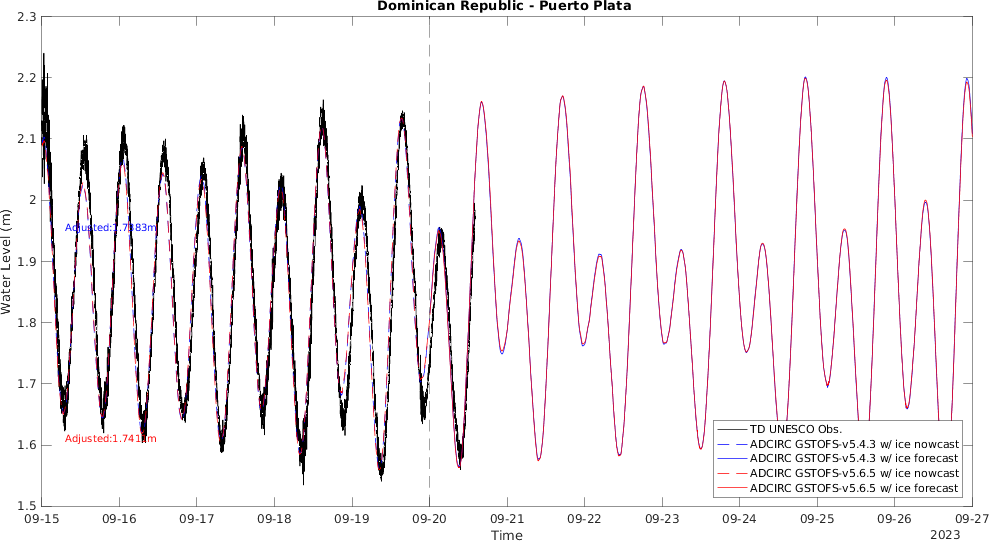 Dominican Republic - Puerto Plata
Water Level (m)
2.3
2.2
2.1
2
1.9
1.8
1.7
1.6
1.5
Adjusted:1.7383m
Adjusted:1.741
TD UNESCO Obs.
ADCIRC GSTOFS-v5.4.3 w/ ice nowcast
ADCIRC GSTOFS-v5.4.3 w/ ice forecast
ADCIRC GSTOFS-v5.6.5 w/ ice nowcast
ADCIRC GSTOFS-v5.6.5 w/ ice forecast
09-15 09-16 09-17 09-18 09-19 09-20 09-21 09-22 09-23 09-24 09-25 09-26 09-27
Time
2023